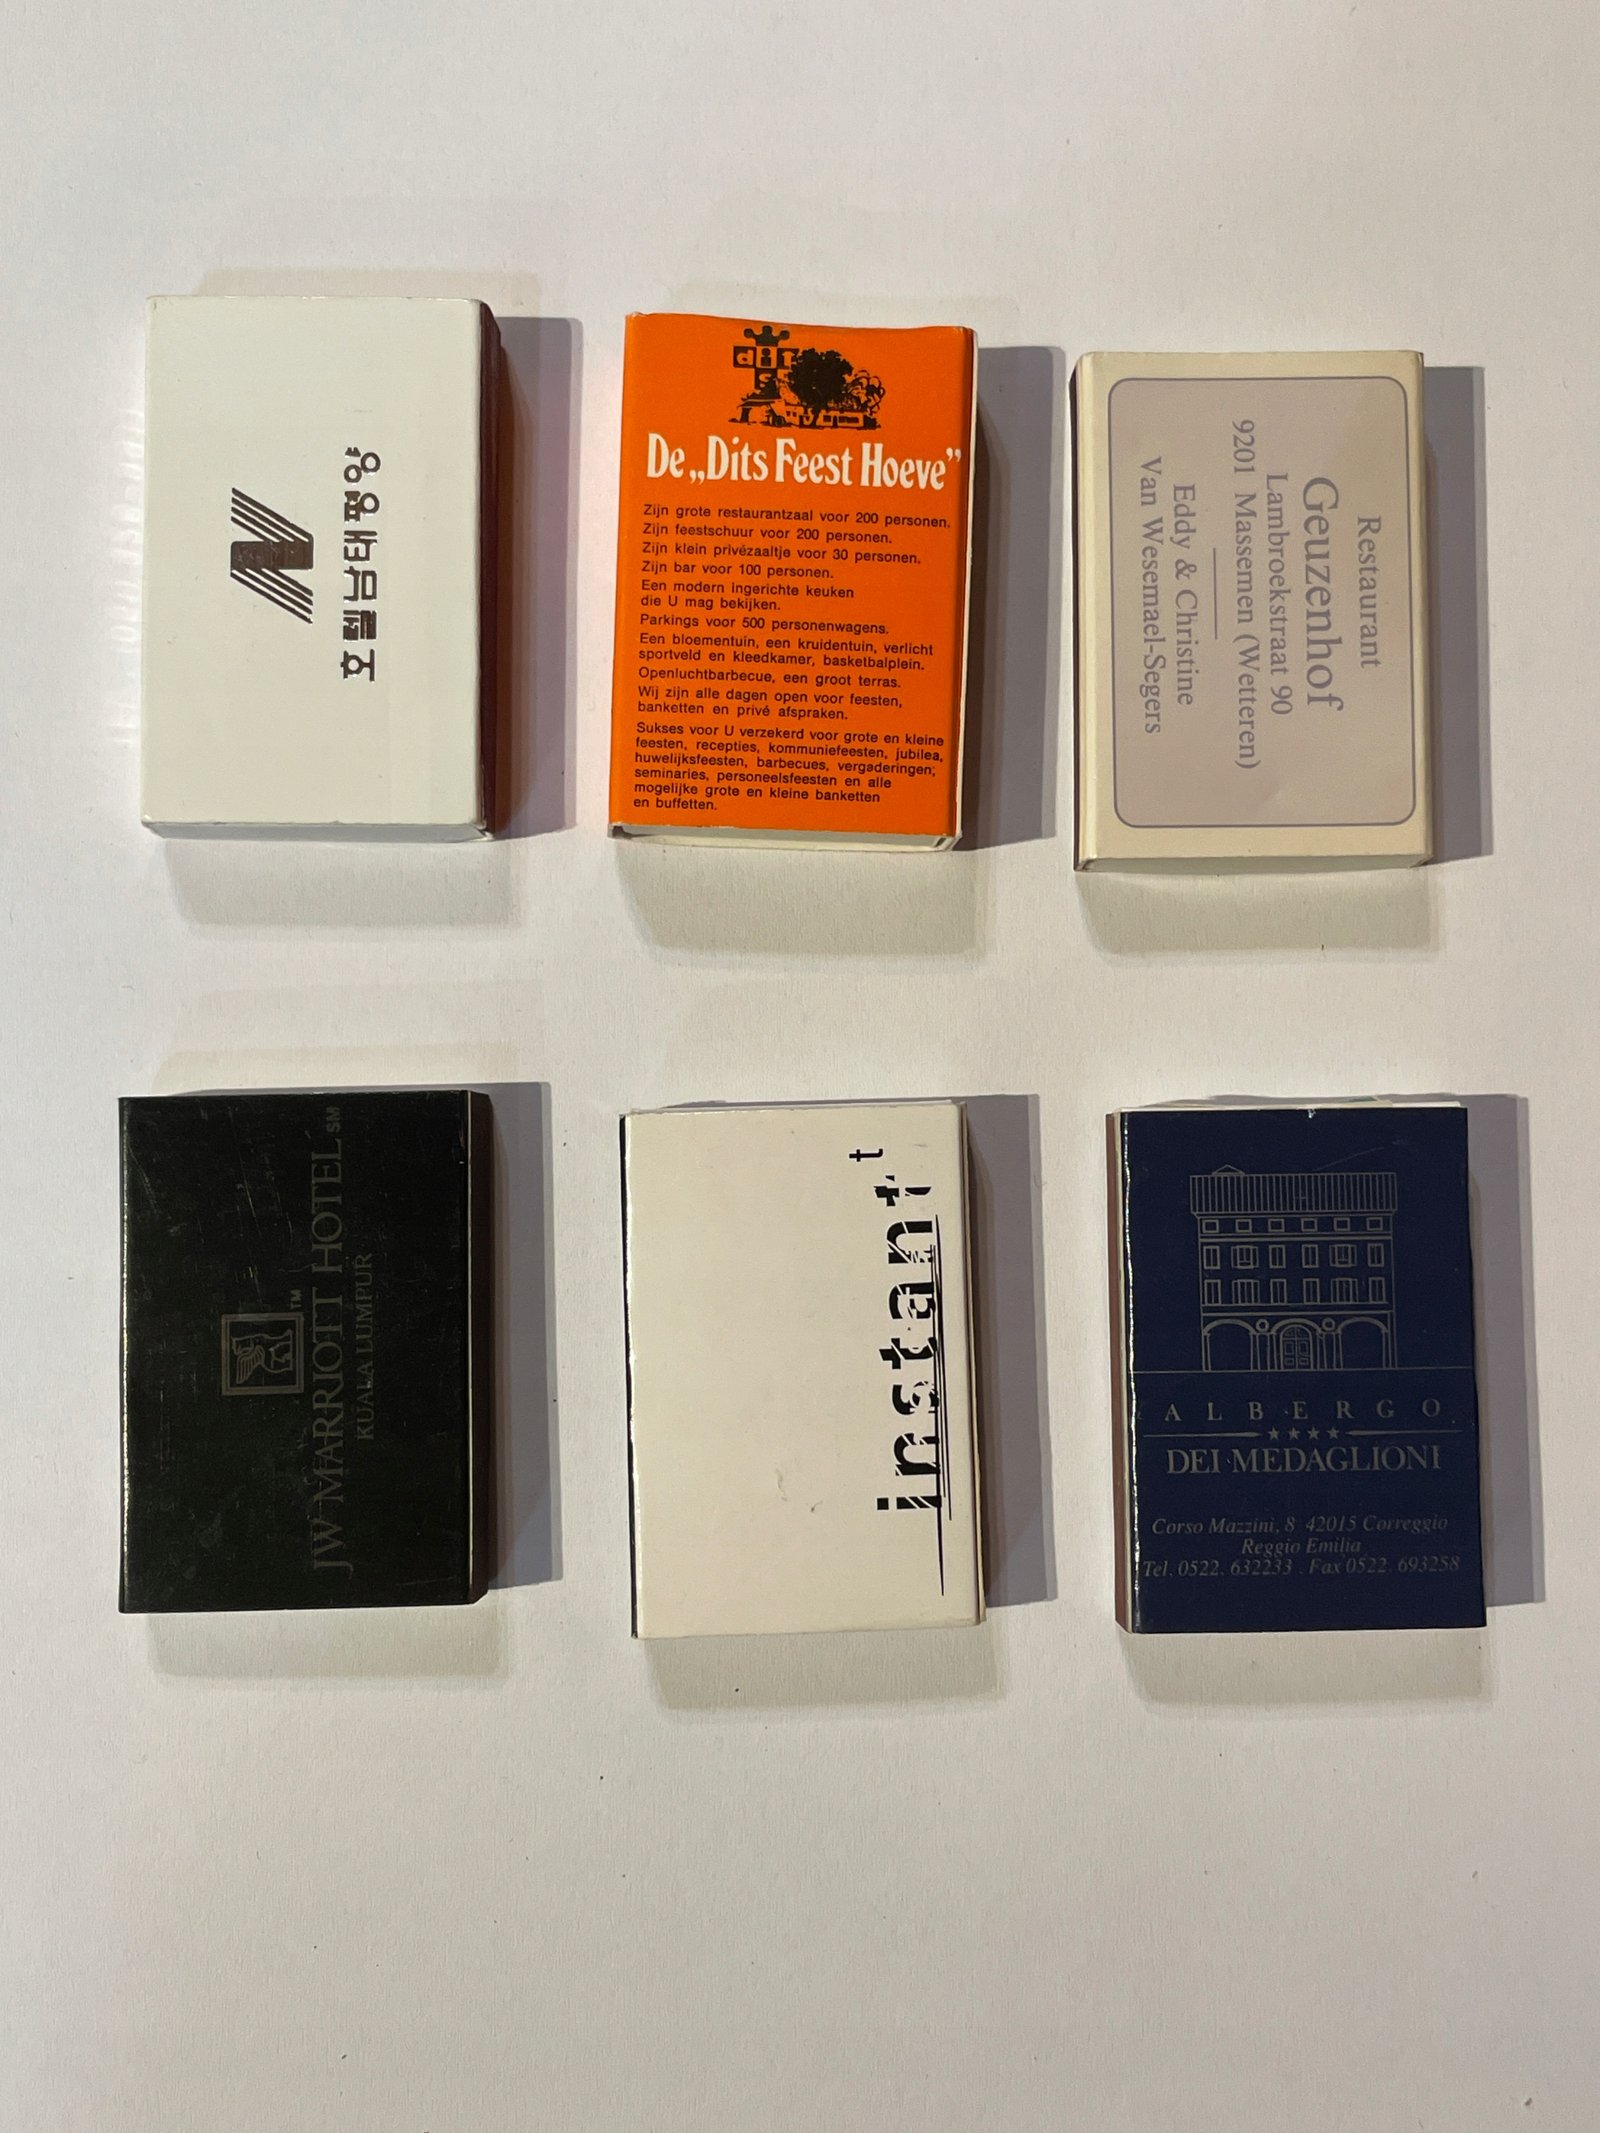 dit
s
De „Dits Feest Hoeve”
Zijn grote restaurantzaal voor 200 personen.
Zijn feestschuur voor 200 personen.
Zijn klein privézaaltje voor 30 personen.
Zijn bar voor 100 personen.
Een modern ingerichte keuken
die U mag bekijken.
Parkings voor 500 personenwagens.
Een bloementuin, een kruidentuin, verlicht
sportveld en kleedkamer, basketbalplein.
Openluchtbarbecue, een groot terras.
Wij zijn alle dagen open voor feesten,
banketten en privé afspraken.
Sukses voor U verzekerd voor grote en kleine
feesten, recepties, kommuniefeesten, jubilea,
huwelijksfeesten, barbecues, vergaderingen;
seminaries, personeelsfeesten en alle
mogelijke grote en kleine banketten
en buffetten.
Restaurant
Geuzenhof
Lambroekstraat 90
9201 Massemen (Wetteren)
Eddy & Christine
Van Wesemael-Segers
TM
JW MARRIOTT HOTEL SM
KUALA LUMPUR
instant t
ALBERGO
★★★★
DEI MEDAGLIONI
Corso Mazzini, 8 42015 Correggio
Reggio Emilia
Tel. 0522. 632233 . Fax 0522. 693258